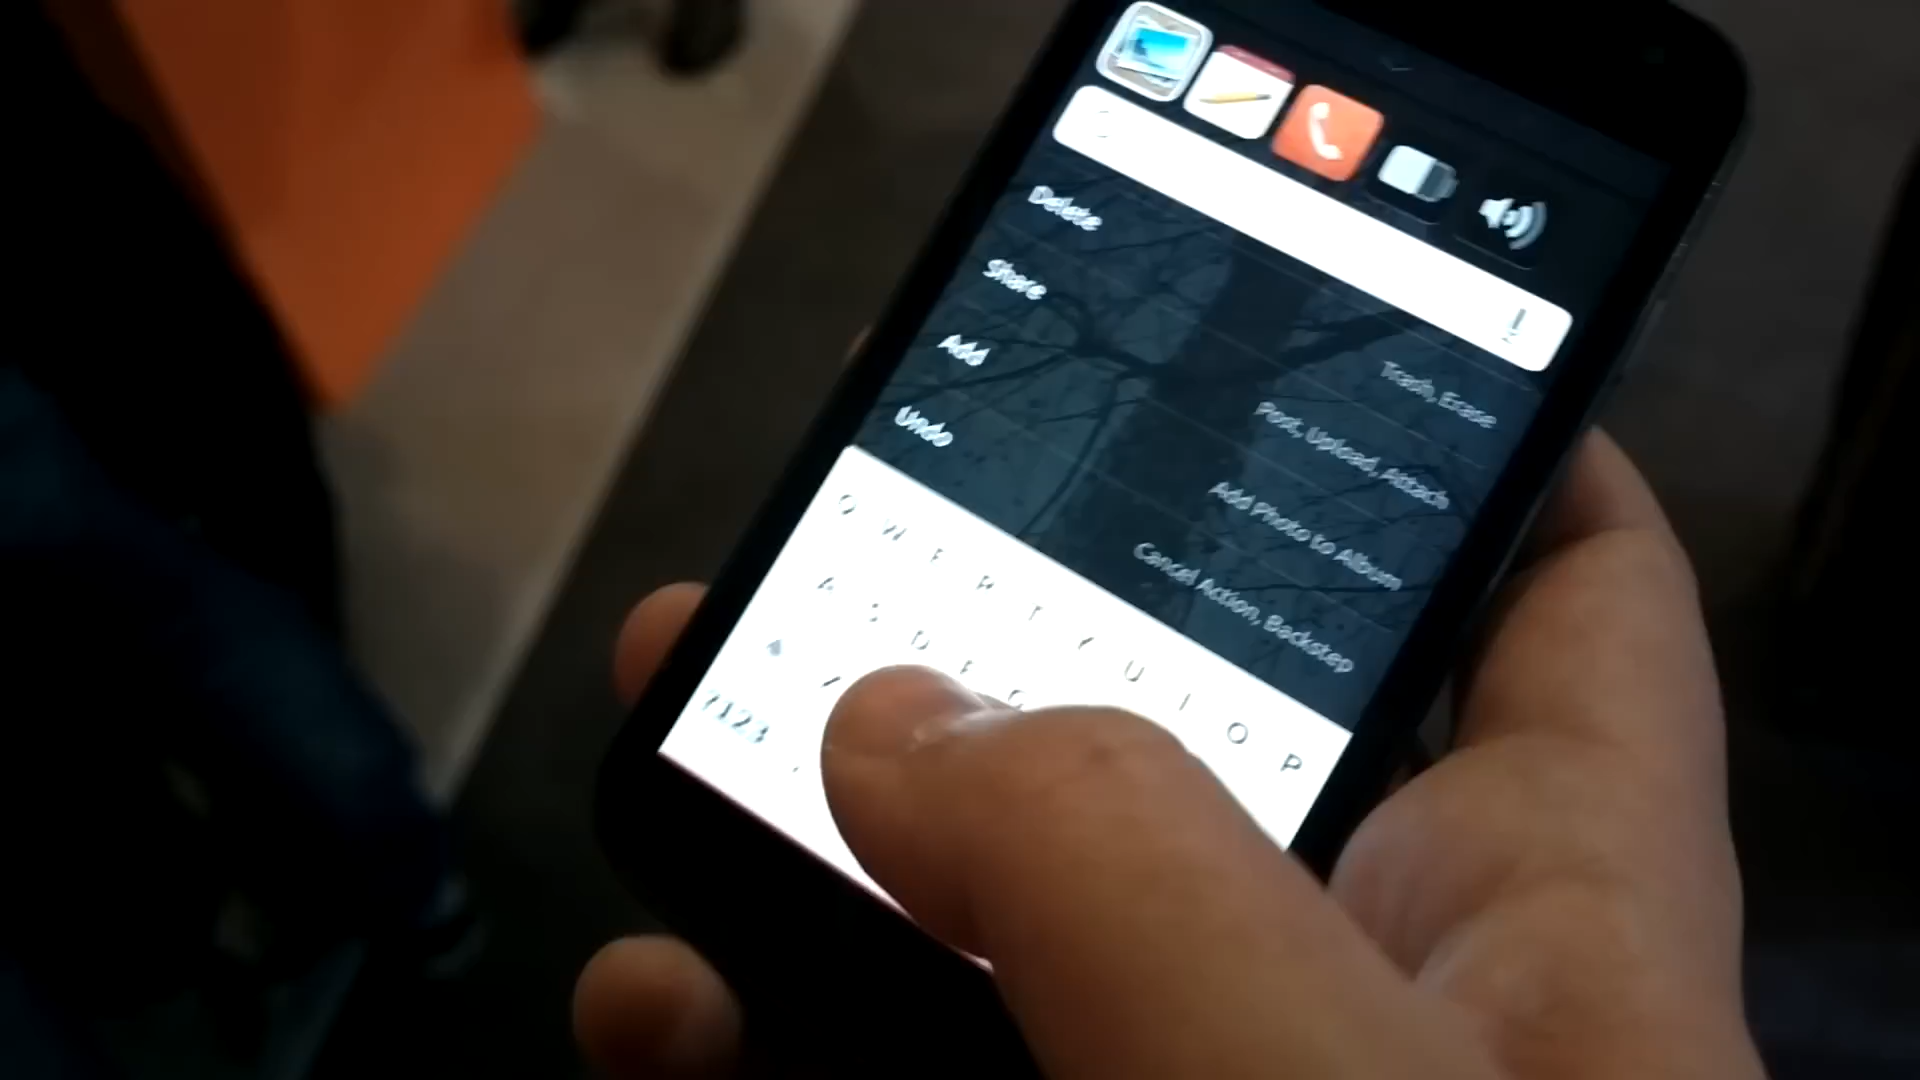 Delete
Trash, Erase
Share
Post, Upload, Attach
Add
Add Photo to Album
Undo
Cancel Action, Backstep
Q W E R T Y U I O P
A S D F G
?123